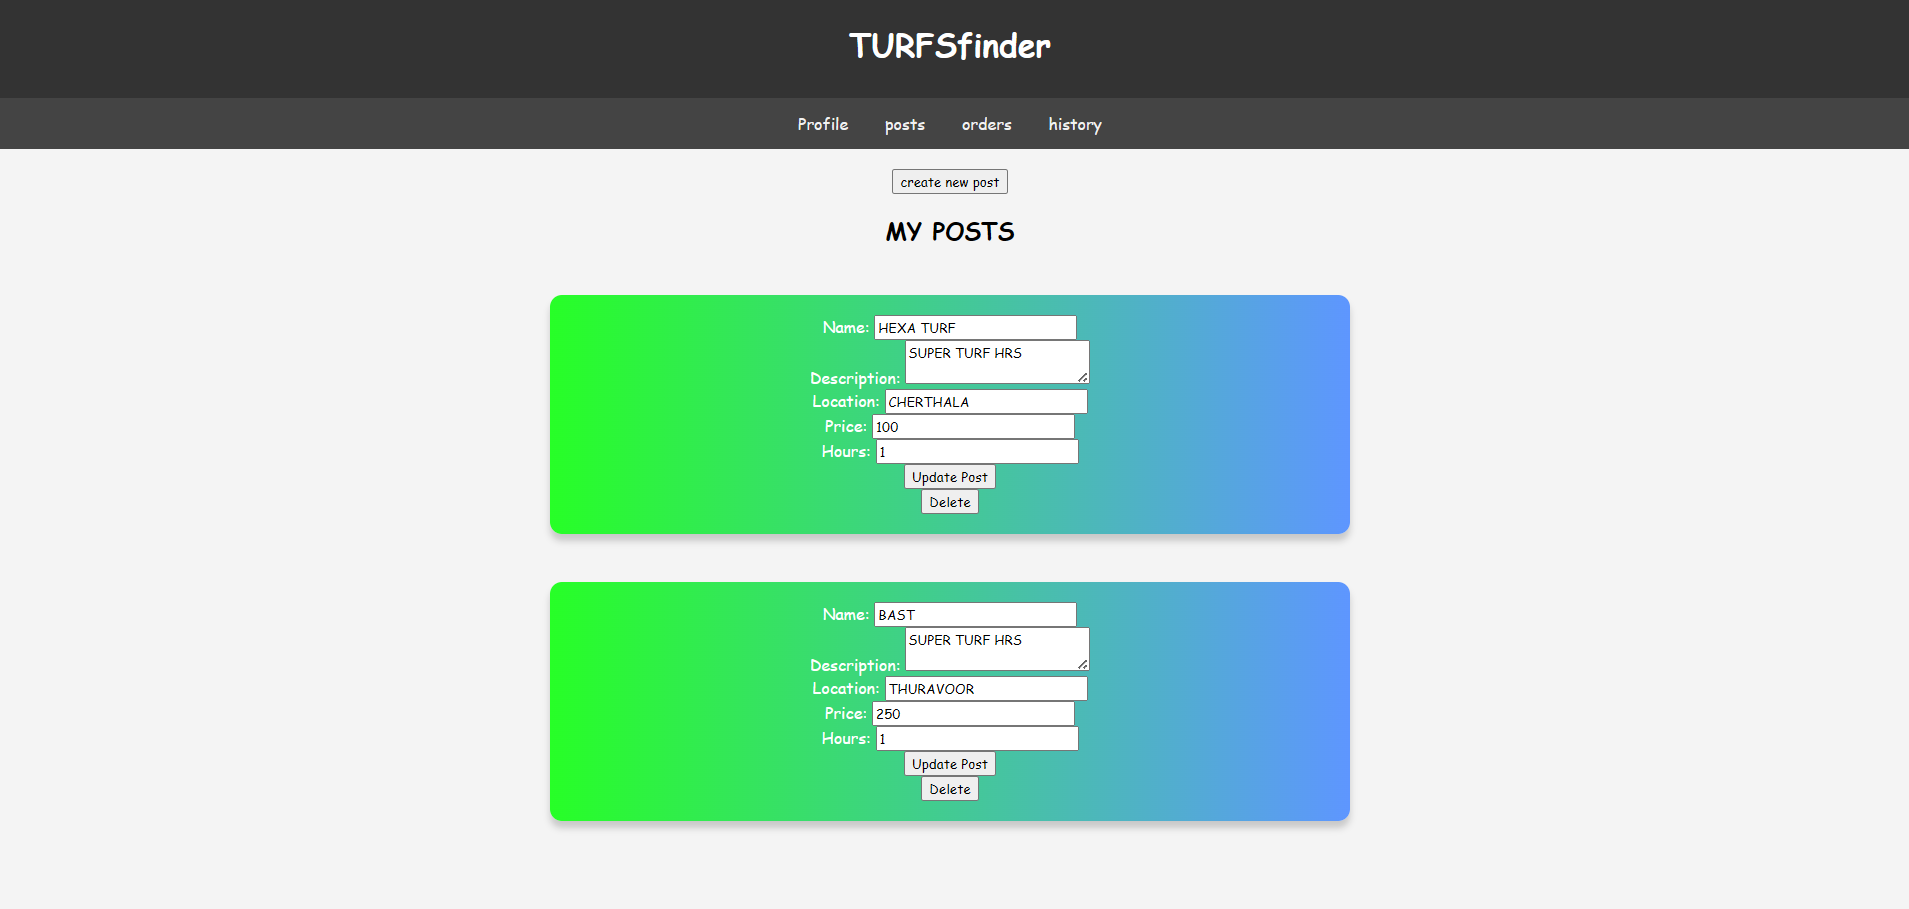 TURFSfinder
Profile posts orders history
create new post
MY POSTS
Name: HEXA TURF
SUPER TURF HRS
Description:
Location: CHERTHALA
Price: 100
Hours: 1
Update Post
Delete
Name: BAST
SUPER TURF HRS
Description:
Location: THURAVOOR
Price: 250
Hours: 1
Update Post
Delete